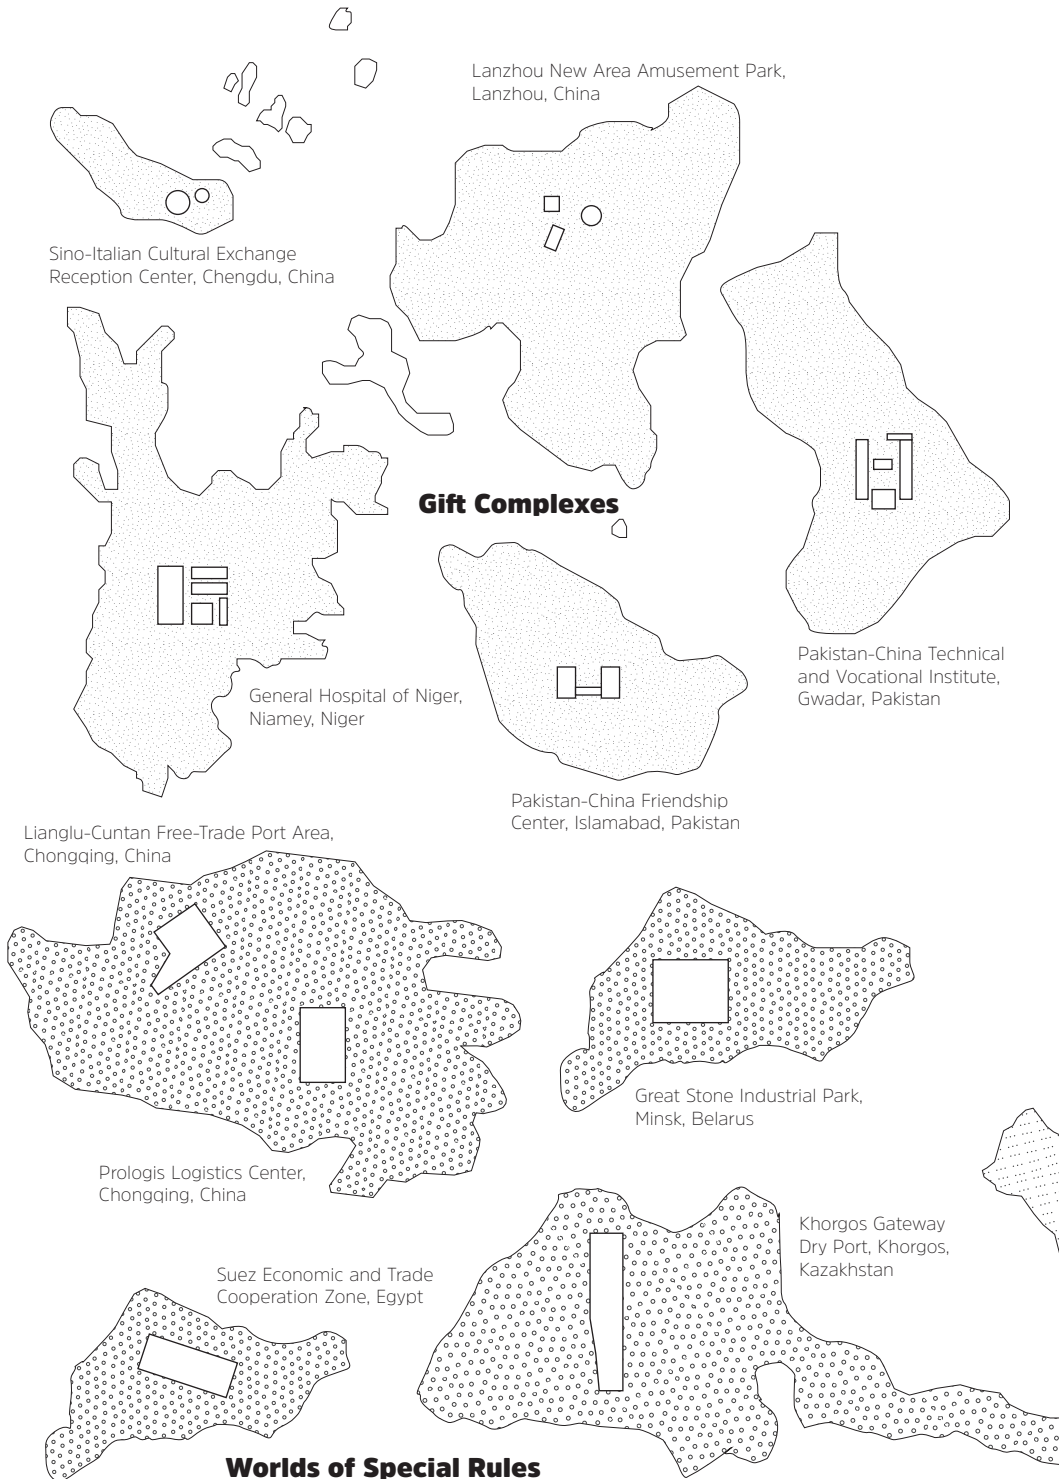 Lanzhou New Area Amusement Park,
Lanzhou, China
Sino-Italian Cultural Exchange
Reception Center, Chengdu, China
Gift Complexes
Pakistan-China Technical
and Vocational Institute,
Gwadar, Pakistan
General Hospital of Niger,
Niamey, Niger
Pakistan-China Friendship
Center, Islamabad, Pakistan
Lianglu-Cuntan Free-Trade Port Area,
Chongqing, China
Great Stone Industrial Park,
Minsk, Belarus
Prologis Logistics Center,
Chongqing, China
Khorgos Gateway
Dry Port, Khorgos,
Kazakhstan
Suez Economic and Trade
Cooperation Zone, Egypt
Worlds of Special Rules